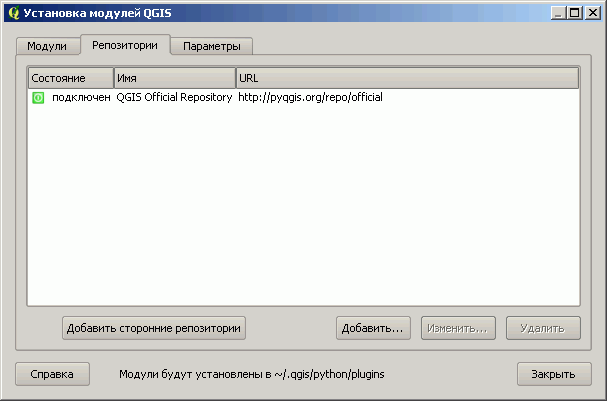 Установка модулей QGIS
Модули Репозитории Параметры
Состояние Имя URL
подключен QGIS Official Repository http://pyqgis.org/repo/official
Добавить сторонние репозитории Добавить... Изменить... Удалить
Справка Модули будут установлены в ~/.qgis/python/plugins Закрыть